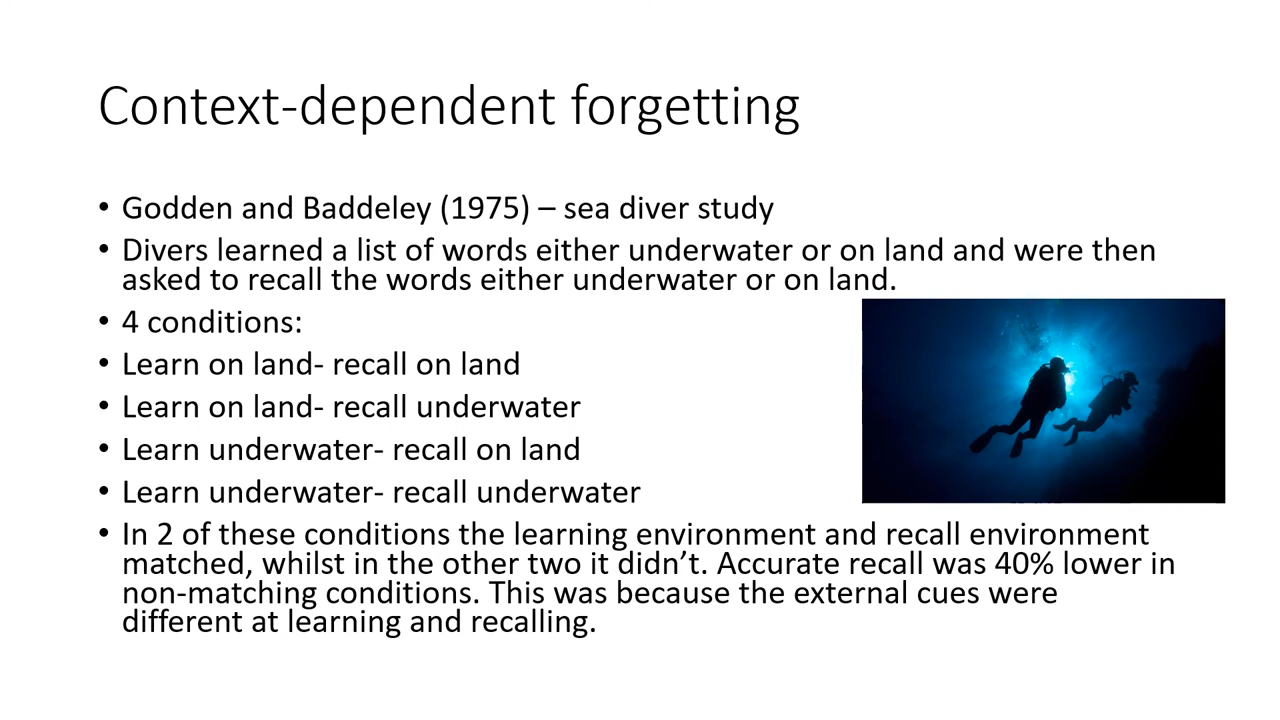 Context-dependent forgetting
• Godden and Baddeley (1975) – sea diver study
• Divers learned a list of words either underwater or on land and were then
asked to recall the words either underwater or on land.
• 4 conditions:
• Learn on land- recall on land
• Learn on land- recall underwater
• Learn underwater- recall on land
• Learn underwater- recall underwater
• In 2 of these conditions the learning environment and recall environment
matched, whilst in the other two it didn’t. Accurate recall was 40% lower in
non-matching conditions. This was because the external cues were
different at learning and recalling.